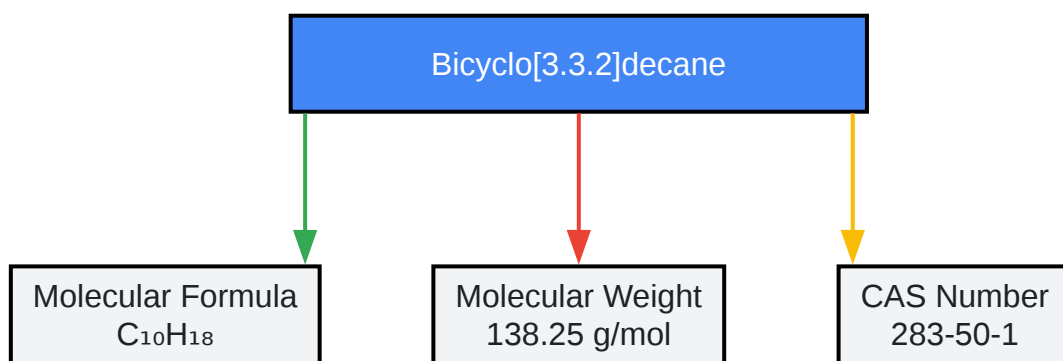 Bicyclo[3.3.2]decane
Molecular Formula
C₁₀H₁₈
Molecular Weight
138.25 g/mol
CAS Number
283-50-1